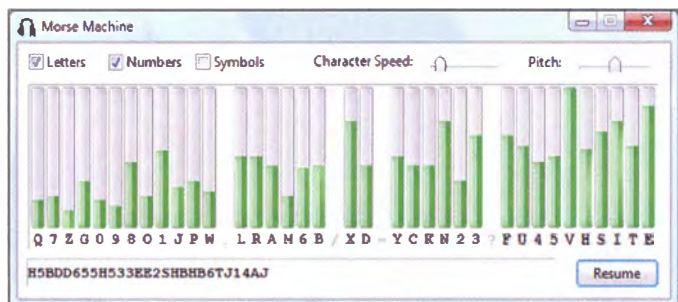 Morse Machine
Letters Numbers Symbols Character Speed: Pitch:
Q 7 Z G 0 9 8 O 1 J P W . L R A M 6 B / X D = Y C K N 2 3 ? F U 4 5 V H S I T E
H5BDD655H533EE2SHBHB6TJ14AJ Resume